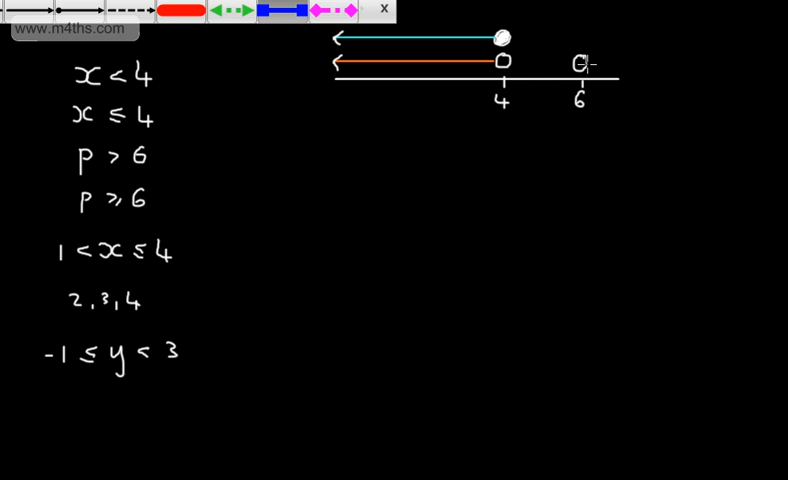 www.m4ths.com
x < 4
x ≤ 4
p > 6
p ≥ 6
1 < x ≤ 4
2, 3, 4
-1 ≤ y < 3
4 6